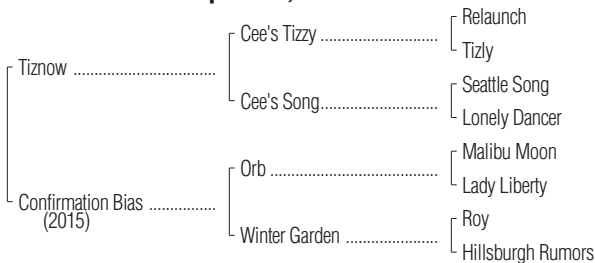 Relaunch
Cee's Tizzy
Tizly
Tiznow
Seattle Song
Cee's Song
Lonely Dancer
Malibu Moon
Orb
Lady Liberty
Confirmation Bias
(2015)
Roy
Winter Garden
Hillsburgh Rumors